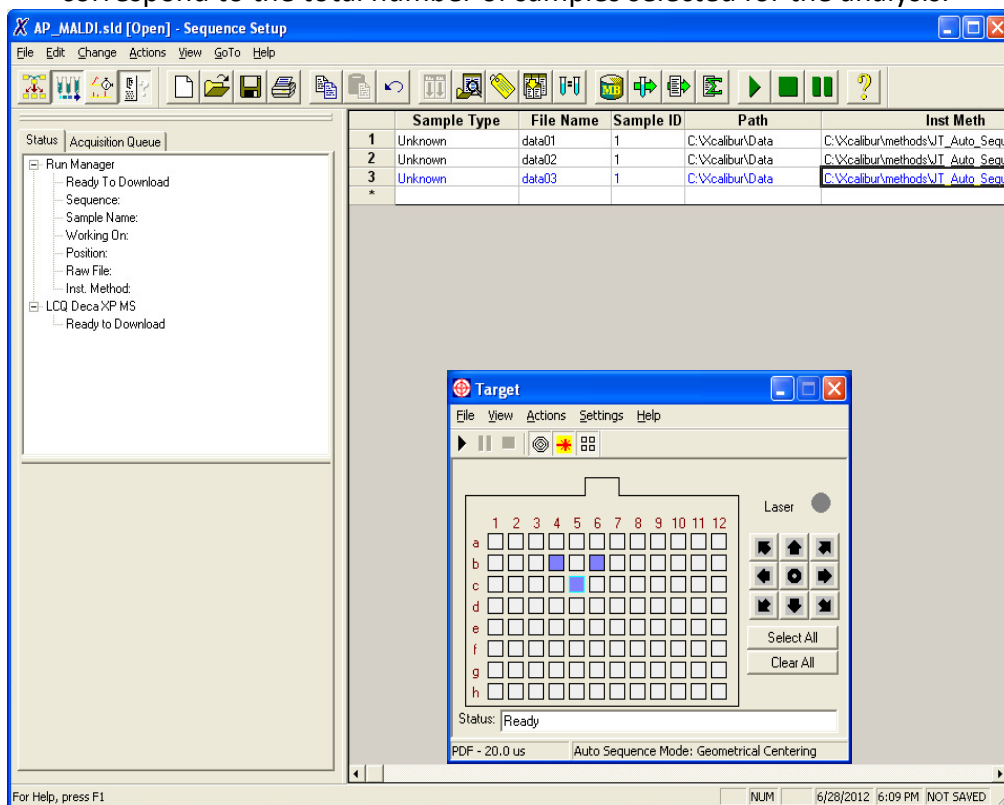 correspond to the total number of samples selected for the analysis.
AP_MALDI.sld [Open] - Sequence Setup
File Edit Change Actions View GoTo Help
MB
Status Acquisition Queue
Run Manager
Ready To Download
Sequence:
Sample Name:
Working On:
Position:
Raw File:
Inst. Method:
LCQ Deca XP MS
Ready to Download
Sample Type File Name Sample ID Path Inst Meth
1 Unknown data01 1 C:\Xcalibur\Data C:\Xcalibur\methods\JT_Auto_Sequ
2 Unknown data02 1 C:\Xcalibur\Data C:\Xcalibur\methods\JT_Auto_Sequ
3 Unknown data03 1 C:\Xcalibur\Data C:\Xcalibur\methods\JT_Auto_Sequ
*
Target
File View Actions Settings Help
Laser
1 2 3 4 5 6 7 8 9 10 11 12
a
b
c
d
e
f
g
h
Select All
Clear All
Status: Ready
PDF - 20.0 us Auto Sequence Mode: Geometrical Centering
For Help, press F1 NUM 6/28/2012 6:09 PM NOT SAVED